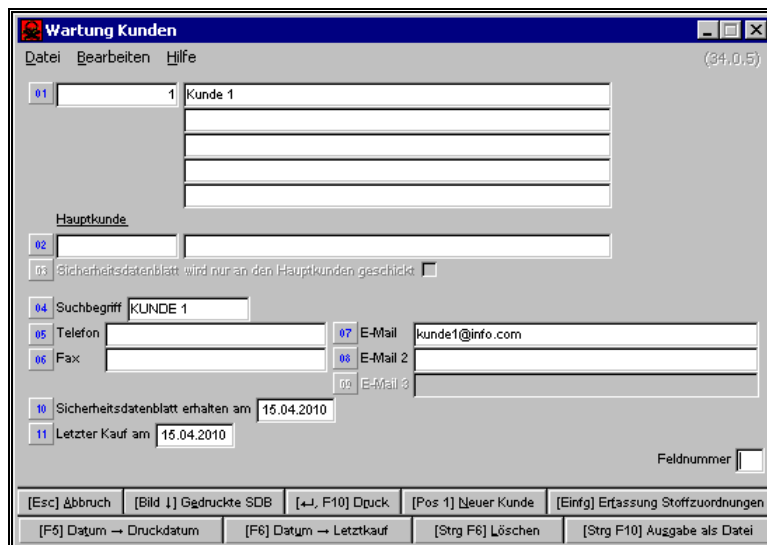 Wartung Kunden
Datei Bearbeiten Hilfe (34.0.5)
01 1 Kunde 1
Hauptkunde
02
03 Sicherheitsdatenblatt wird nur an den Hauptkunden geschickt
04 Suchbegriff KUNDE 1
05 Telefon 07 E-Mail kunde1@info.com
06 Fax 08 E-Mail 2
09 E-Mail 3
10 Sicherheitsdatenblatt erhalten am 15.04.2010
11 Letzter Kauf am 15.04.2010
Feldnummer
[Esc] Abbruch [Bild ↓] Gedruckte SDB [↵, F10] Druck [Pos 1] Neuer Kunde [Einfg] Erfassung Stoffzuordnungen
[F5] Datum → Druckdatum [F6] Datum → Letztkauf [Strg F6] Löschen [Strg F10] Ausgabe als Datei